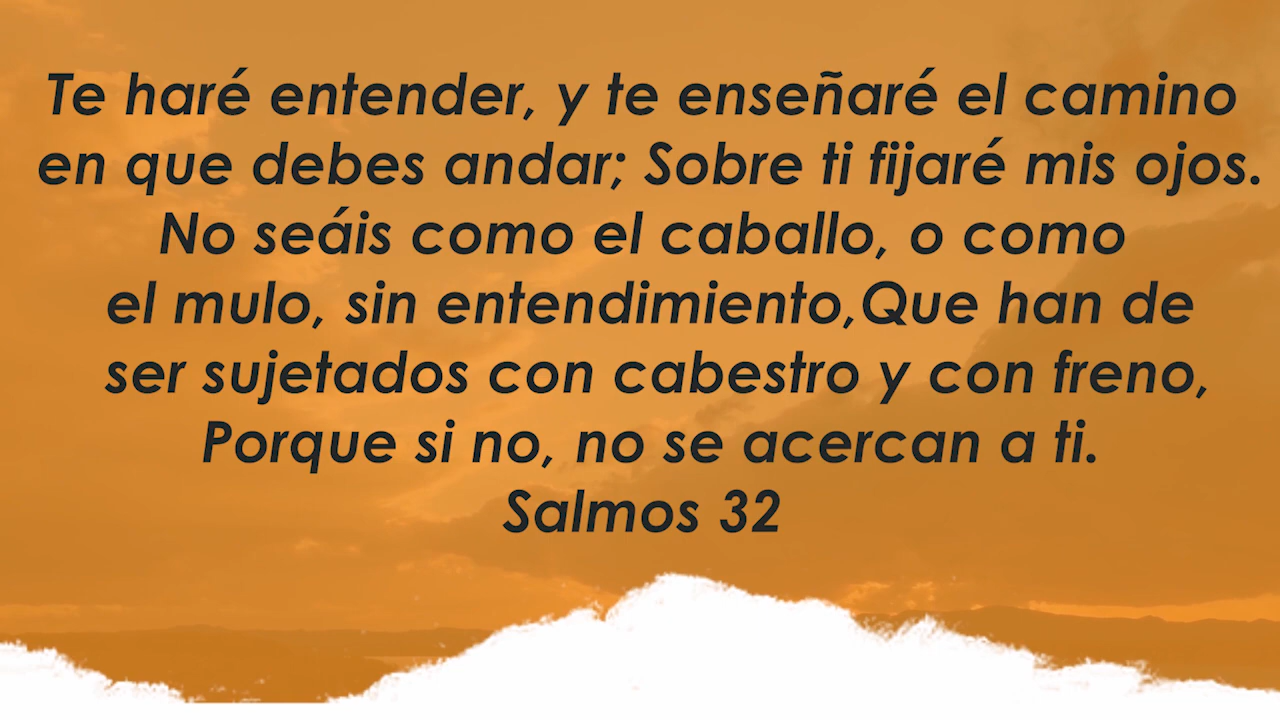 Te haré entender, y te enseñaré el camino
en que debes andar; Sobre ti fijaré mis ojos.
No seáis como el caballo, o como
el mulo, sin entendimiento,Que han de
ser sujetados con cabestro y con freno,
Porque si no, no se acercan a ti.
Salmos 32